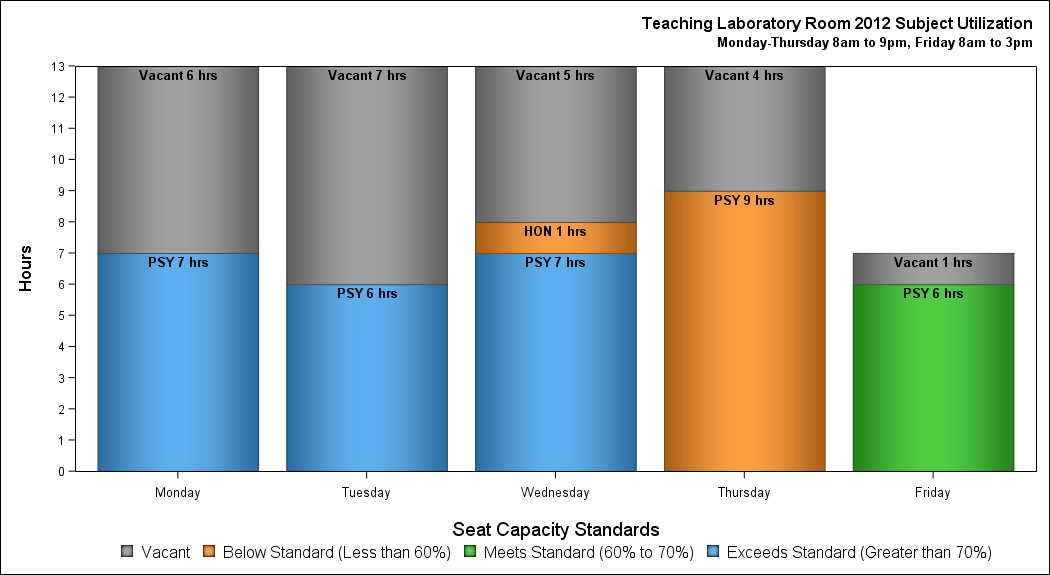 Teaching Laboratory Room 2012 Subject Utilization
Monday-Thursday 8am to 9pm, Friday 8am to 3pm
Hours
13
12
11
10
9
8
7
6
5
4
3
2
1
0
Vacant 6 hrs
PSY 7 hrs
Vacant 7 hrs
PSY 6 hrs
Vacant 5 hrs
HON 1 hrs
PSY 7 hrs
Vacant 4 hrs
PSY 9 hrs
Vacant 1 hrs
PSY 6 hrs
Monday Tuesday Wednesday Thursday Friday
Seat Capacity Standards
Vacant Below Standard (Less than 60%) Meets Standard (60% to 70%) Exceeds Standard (Greater than 70%)